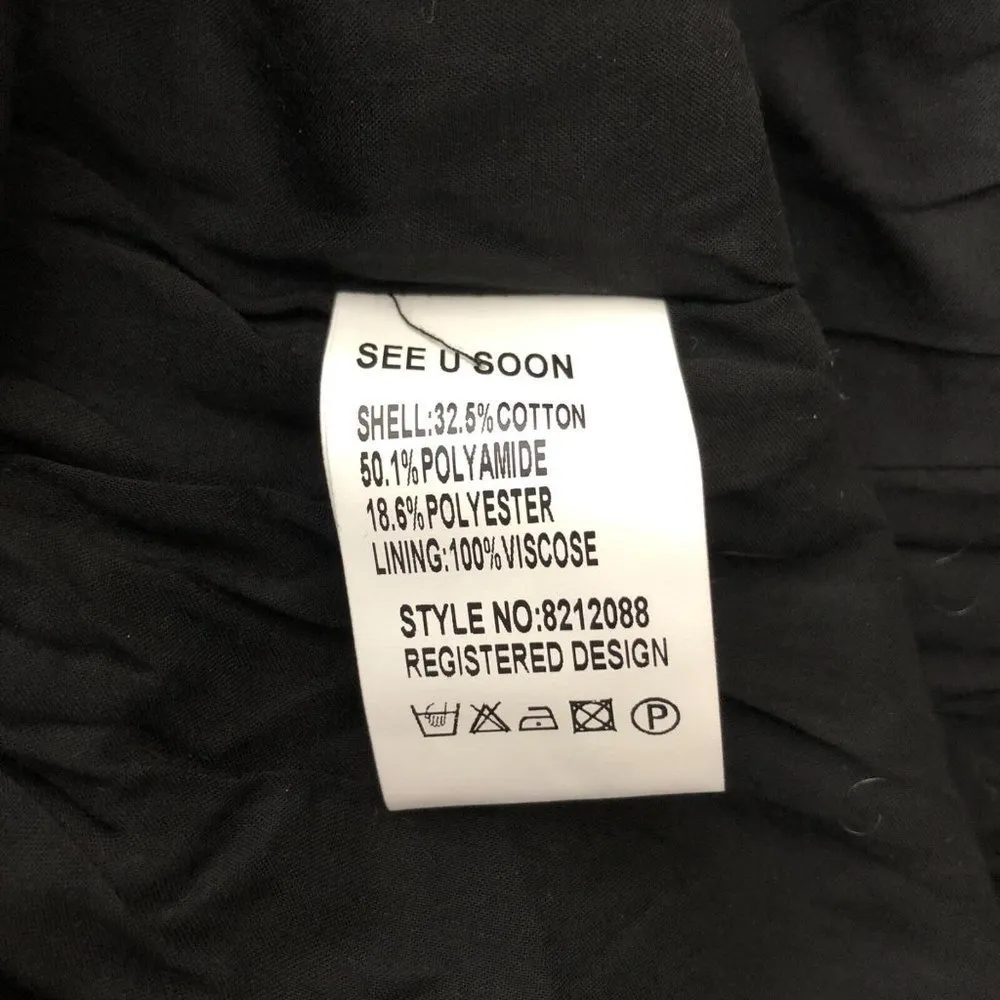 SEE U SOON
SHELL:32.5%COTTON
50.1%POLYAMIDE
18.6%POLYESTER
LINING:100%VISCOSE
STYLE NO:8212088
REGISTERED DESIGN
P